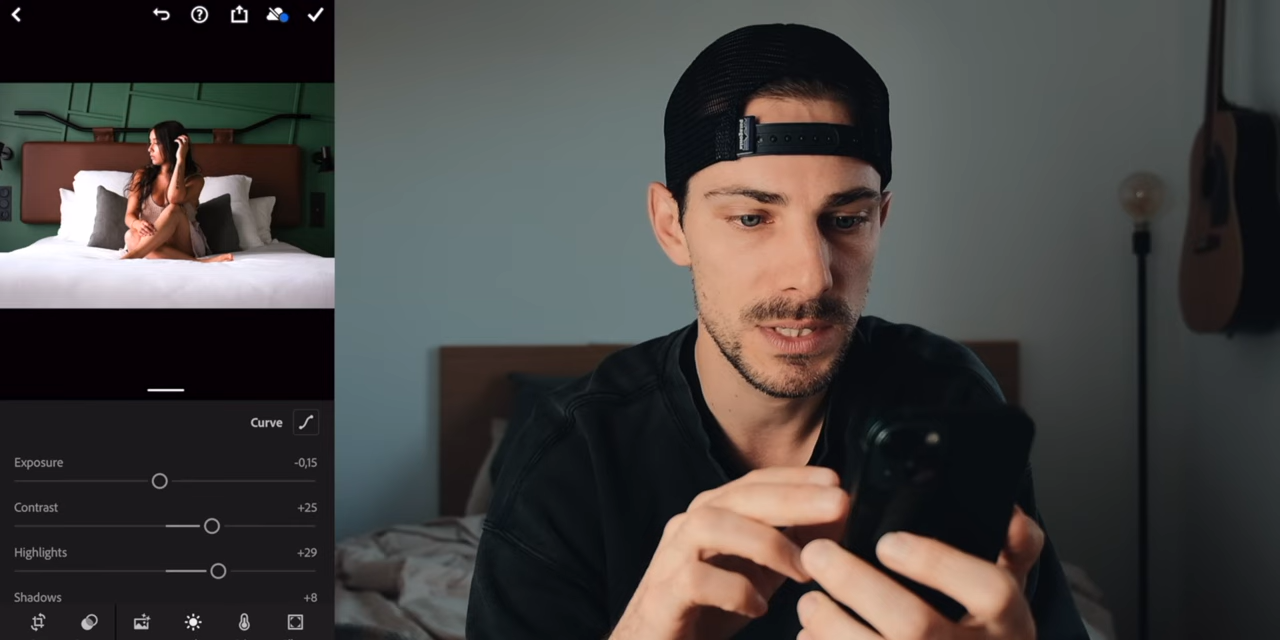 Curve
Exposure -0,15
Contrast +25
Highlights +29
Shadows +8